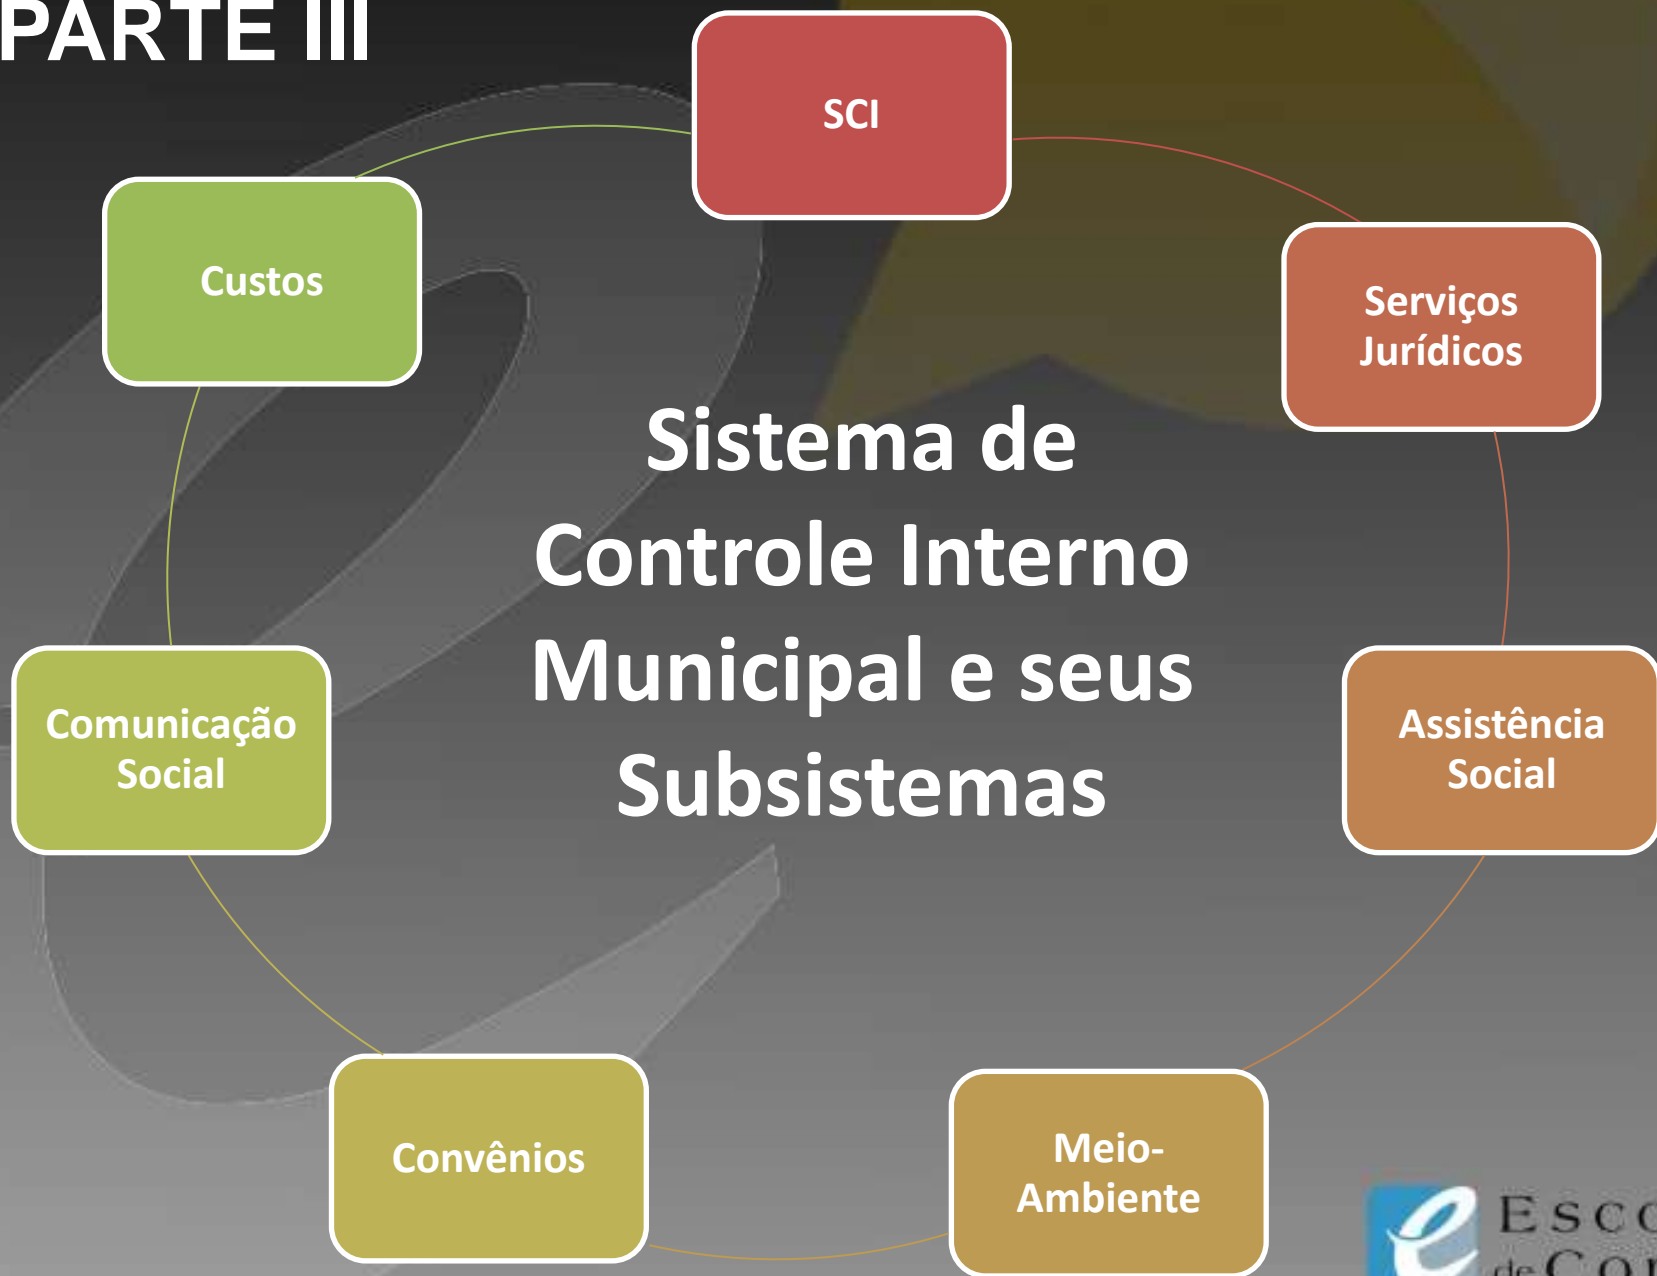 PARTE III
SCI
Custos
Serviços
Jurídicos
Sistema de
Controle Interno
Municipal e seus
Subsistemas
Comunicação
Social
Assistência
Social
Convênios
Meio-
Ambiente
de